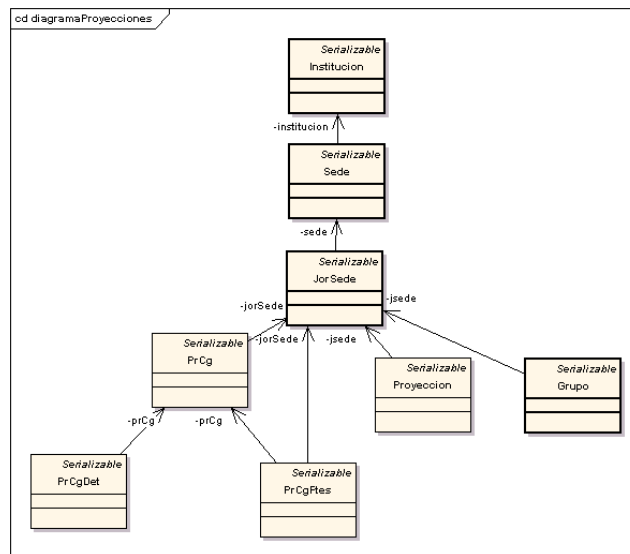 cd diagramaProyecciones
Serializable
Institucion
-institucion
Serializable
Sede
-sede
Serializable
JorSede
-jorSede
-jsede
-jorSede
-jsede
Serializable
PrCg
Serializable
Proyeccion
Serializable
Grupo
-prCg
-prCg
Serializable
PrCgDet
Serializable
PrCgFtes